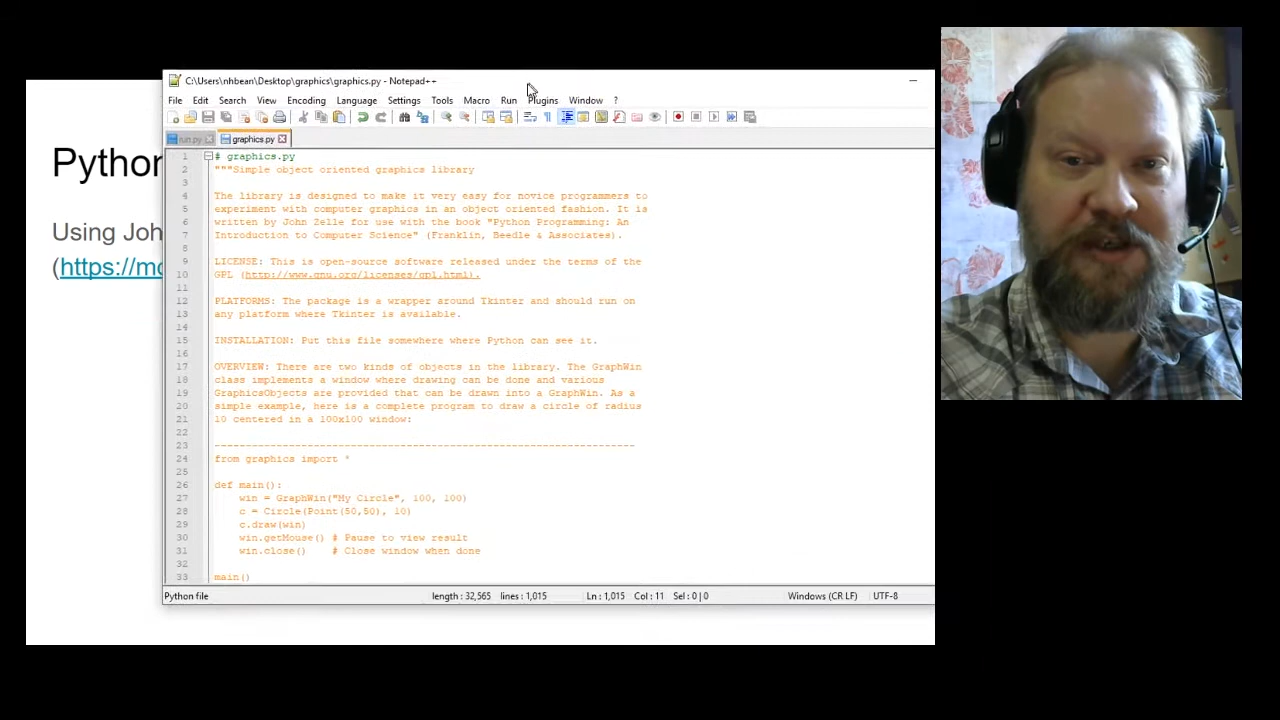 C:\Users\nhbean\Desktop\graphics\graphics.py - Notepad++
File Edit Search View Encoding Language Settings Tools Macro Run Plugins Window ?
run.py graphics.py
Python
Using Joh
(https://mo
1 # graphics.py
2 """Simple object oriented graphics library
3
4 The library is designed to make it very easy for novice programmers to
5 experiment with computer graphics in an object oriented fashion. It is
6 written by John Zelle for use with the book "Python Programming: An
7 Introduction to Computer Science" (Franklin, Beedle & Associates).
8
9 LICENSE: This is open-source software released under the terms of the
10 GPL (http://www.gnu.org/licenses/gpl.html).
11
12 PLATFORMS: The package is a wrapper around Tkinter and should run on
13 any platform where Tkinter is available.
14
15 INSTALLATION: Put this file somewhere where Python can see it.
16
17 OVERVIEW: There are two kinds of objects in the library. The GraphWin
18 class implements a window where drawing can be done and various
19 GraphicsObjects are provided that can be drawn into a GraphWin. As a
20 simple example, here is a complete program to draw a circle of radius
21 10 centered in a 100x100 window:
22
23 --------------------------------------------------------------------
24 from graphics import *
25
26 def main():
27 win = GraphWin("My Circle", 100, 100)
28 c = Circle(Point(50,50), 10)
29 c.draw(win)
30 win.getMouse() # Pause to view result
31 win.close() # Close window when done
32
33 main()
Python file length : 32,565 lines : 1,015 Ln : 1,015 Col : 11 Sel : 0 | 0 Windows (CR LF) UTF-8